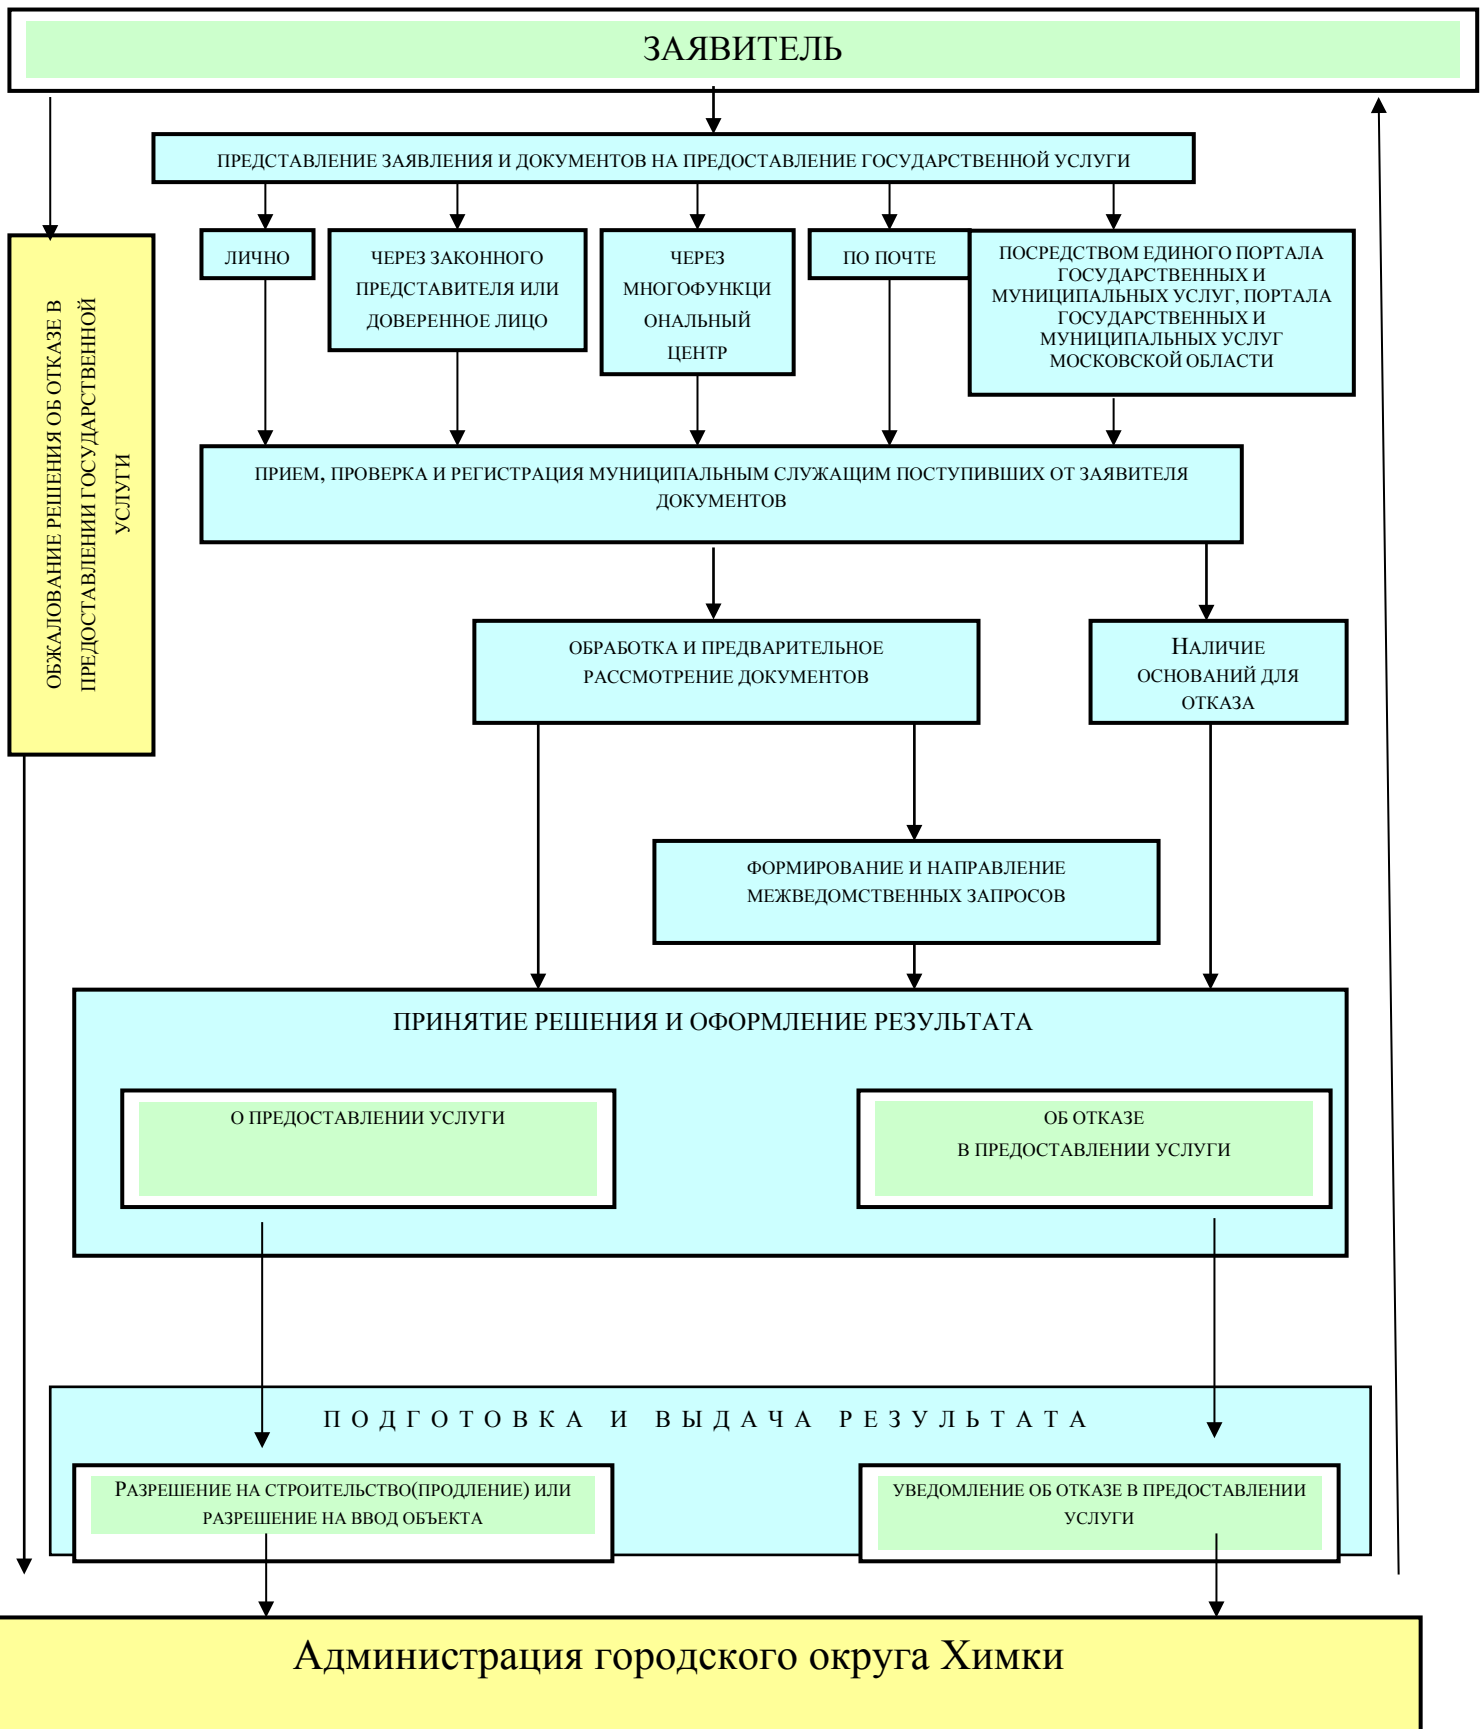 ЗАЯВИТЕЛЬ
ПРЕДСТАВЛЕНИЕ ЗАЯВЛЕНИЯ И ДОКУМЕНТОВ НА ПРЕДОСТАВЛЕНИЕ ГОСУДАРСТВЕННОЙ УСЛУГИ
ЛИЧНО
ЧЕРЕЗ ЗАКОННОГО
ПРЕДСТАВИТЕЛЯ ИЛИ
ДОВЕРЕННОЕ ЛИЦО
ЧЕРЕЗ
МНОГОФУНКЦИ
ОНАЛЬНЫЙ
ЦЕНТР
ПО ПОЧТЕ
ПОСРЕДСТВОМ ЕДИНОГО ПОРТАЛА
ГОСУДАРСТВЕННЫХ И
МУНИЦИПАЛЬНЫХ УСЛУГ, ПОРТАЛА
ГОСУДАРСТВЕННЫХ И
МУНИЦИПАЛЬНЫХ УСЛУГ
МОСКОВСКОЙ ОБЛАСТИ
ОБЖАЛОВАНИЕ РЕШЕНИЯ ОБ ОТКАЗЕ В
ПРЕДОСТАВЛЕНИИ ГОСУДАРСТВЕННОЙ
УСЛУГИ
ПРИЕМ, ПРОВЕРКА И РЕГИСТРАЦИЯ МУНИЦИПАЛЬНЫМ СЛУЖАЩИМ ПОСТУПИВШИХ ОТ ЗАЯВИТЕЛЯ
ДОКУМЕНТОВ
ОБРАБОТКА И ПРЕДВАРИТЕЛЬНОЕ
РАССМОТРЕНИЕ ДОКУМЕНТОВ
НАЛИЧИЕ
ОСНОВАНИЙ ДЛЯ
ОТКАЗА
ФОРМИРОВАНИЕ И НАПРАВЛЕНИЕ
МЕЖВЕДОМСТВЕННЫХ ЗАПРОСОВ
ПРИНЯТИЕ РЕШЕНИЯ И ОФОРМЛЕНИЕ РЕЗУЛЬТАТА
О ПРЕДОСТАВЛЕНИИ УСЛУГИ
ОБ ОТКАЗЕ
В ПРЕДОСТАВЛЕНИИ УСЛУГИ
ПОДГОТОВКА И ВЫДАЧА РЕЗУЛЬТАТА
РАЗРЕШЕНИЕ НА СТРОИТЕЛЬСТВО(ПРОДЛЕНИЕ) ИЛИ
РАЗРЕШЕНИЕ НА ВВОД ОБЪЕКТА
УВЕДОМЛЕНИЕ ОБ ОТКАЗЕ В ПРЕДОСТАВЛЕНИИ
УСЛУГИ
Администрация городского округа Химки